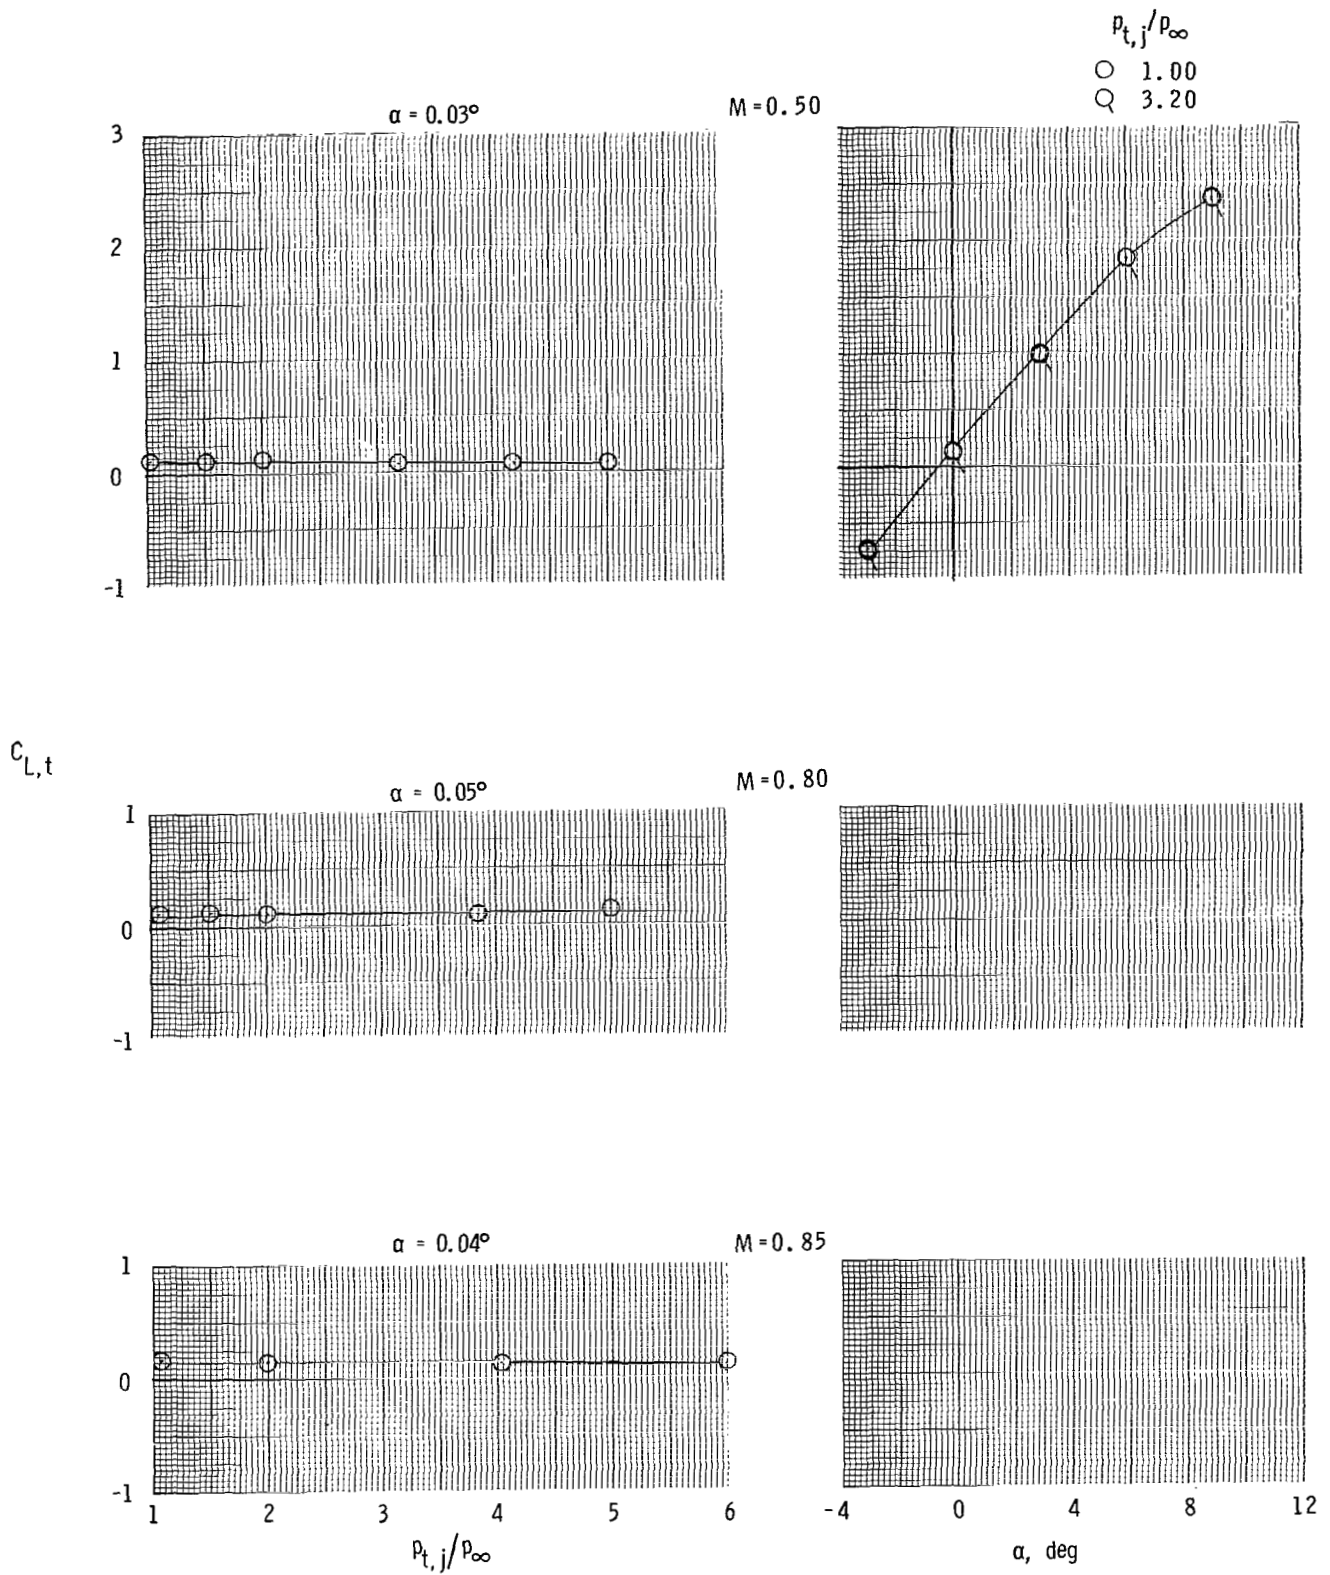 p_{t,j}/p_∞
○ 1.00
3.20
α = 0.03°
M = 0.50
3
2
1
0
-1
C_{L,t}
α = 0.05°
M = 0.80
1
0
-1
α = 0.04°
M = 0.85
1
0
-1
1 2 3 4 5 6
-4 0 4 8 12
p_{t,j}/p_∞
α, deg